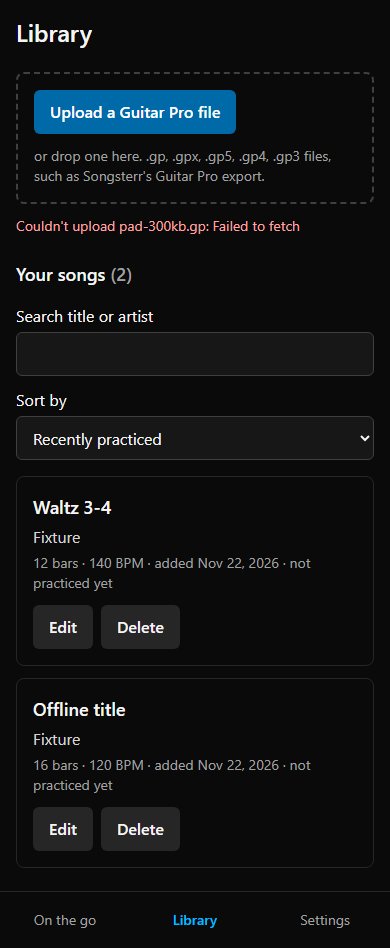 Library
Upload a Guitar Pro file
or drop one here. .gp, .gpx, .gp5, .gp4, .gp3 files,
such as Songsterr's Guitar Pro export.
Couldn't upload pad-300kb.gp: Failed to fetch
Your songs (2)
Search title or artist
Sort by
Recently practiced
Waltz 3-4
Fixture
12 bars · 140 BPM · added Nov 22, 2026 · not
practiced yet
Edit Delete
Offline title
Fixture
16 bars · 120 BPM · added Nov 22, 2026 · not
practiced yet
Edit Delete
On the go Library Settings